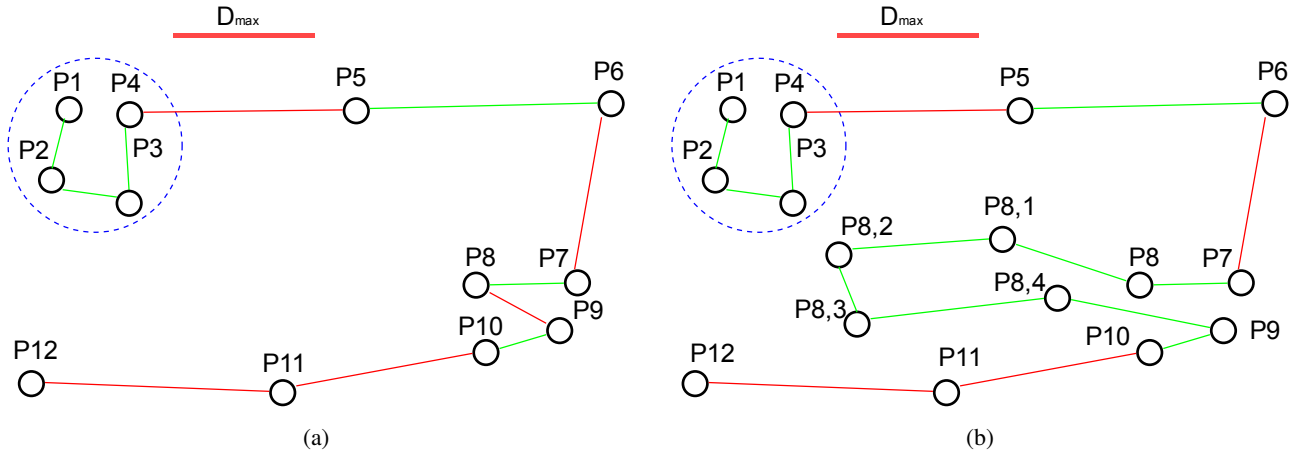 Dmax
P1 P4 P5 P6
P2 P3
P8 P7
P9
P10
P12 P11
(a)
Dmax
P1 P4 P5 P6
P2 P3
P8,2 P8,1
P8 P7
P8,4
P8,3
P10 P9
P12 P11
(b)